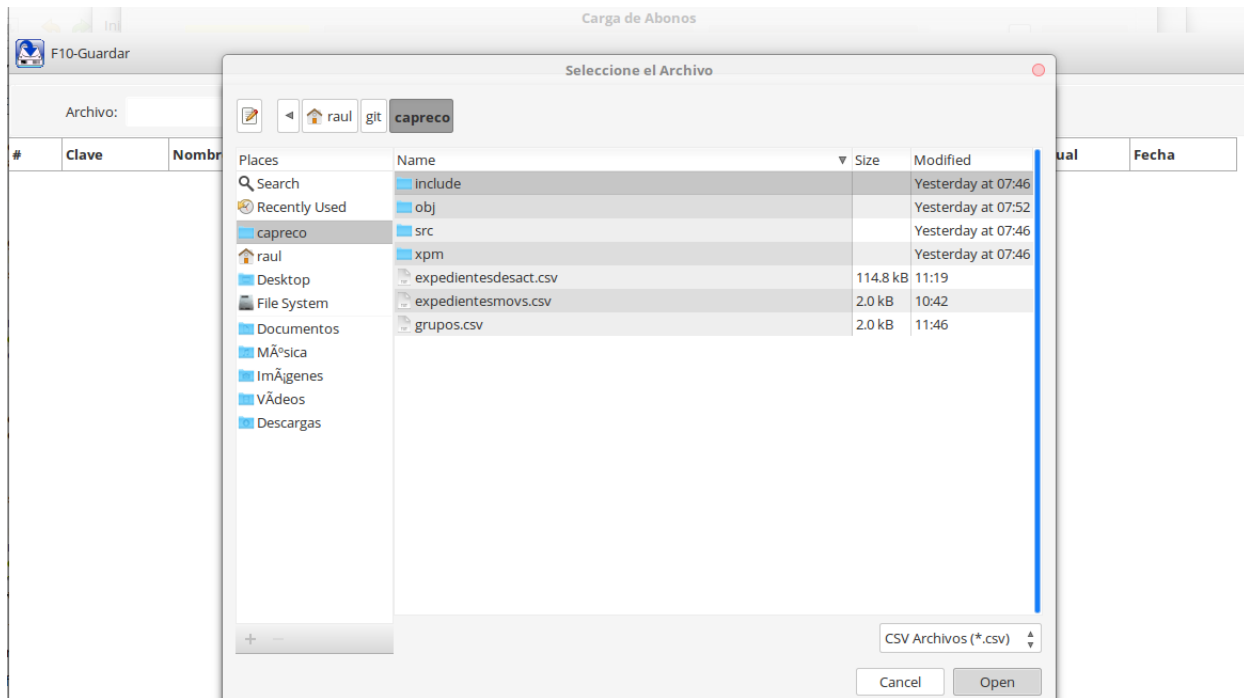 Ini
Carga de Abonos
F10-Guardar
Seleccione el Archivo
Archivo:
raul git capreco
# Clave Nombr ual Fecha
Places Name Size Modified
Search include Yesterday at 07:46
Recently Used obj Yesterday at 07:52
capreco src Yesterday at 07:46
raul xpm Yesterday at 07:46
Desktop expedientesdesact.csv 114.8 kB 11:19
File System expedientesmovs.csv 2.0 kB 10:42
Documentos grupos.csv 2.0 kB 11:46
MÃºsica
ImÃ¡genes
VÃ­deos
Descargas
CSV Archivos (*.csv)
Cancel Open